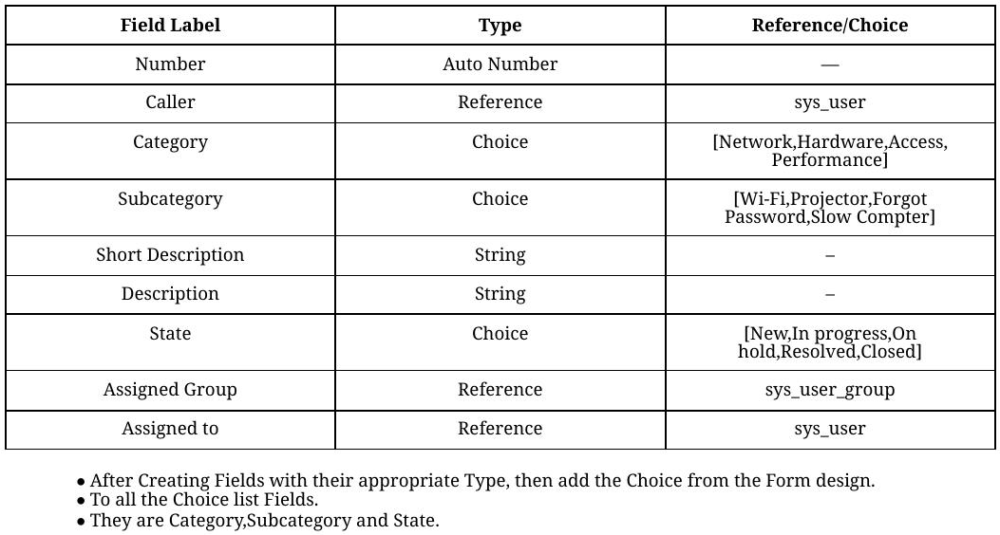 Field Label Type Reference/Choice
Number Auto Number —
Caller Reference sys_user
Category Choice [Network,Hardware,Access,
Performance]
Subcategory Choice [Wi-Fi,Projector,Forgot
Password,Slow Compter]
Short Description String –
Description String –
State Choice [New,In progress,On
hold,Resolved,Closed]
Assigned Group Reference sys_user_group
Assigned to Reference sys_user
● After Creating Fields with their appropriate Type, then add the Choice from the Form design.
● To all the Choice list Fields.
● They are Category,Subcategory and State.